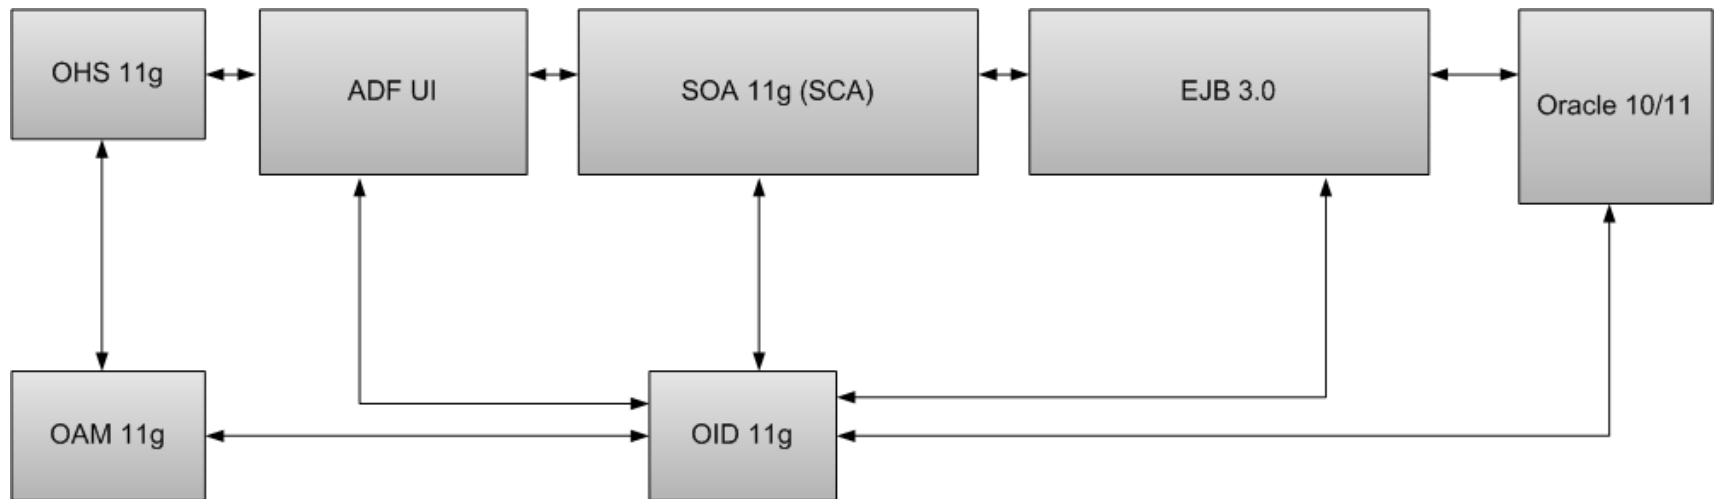 OHS 11g
ADF UI
SOA 11g (SCA)
EJB 3.0
Oracle 10/11
OAM 11g
OID 11g